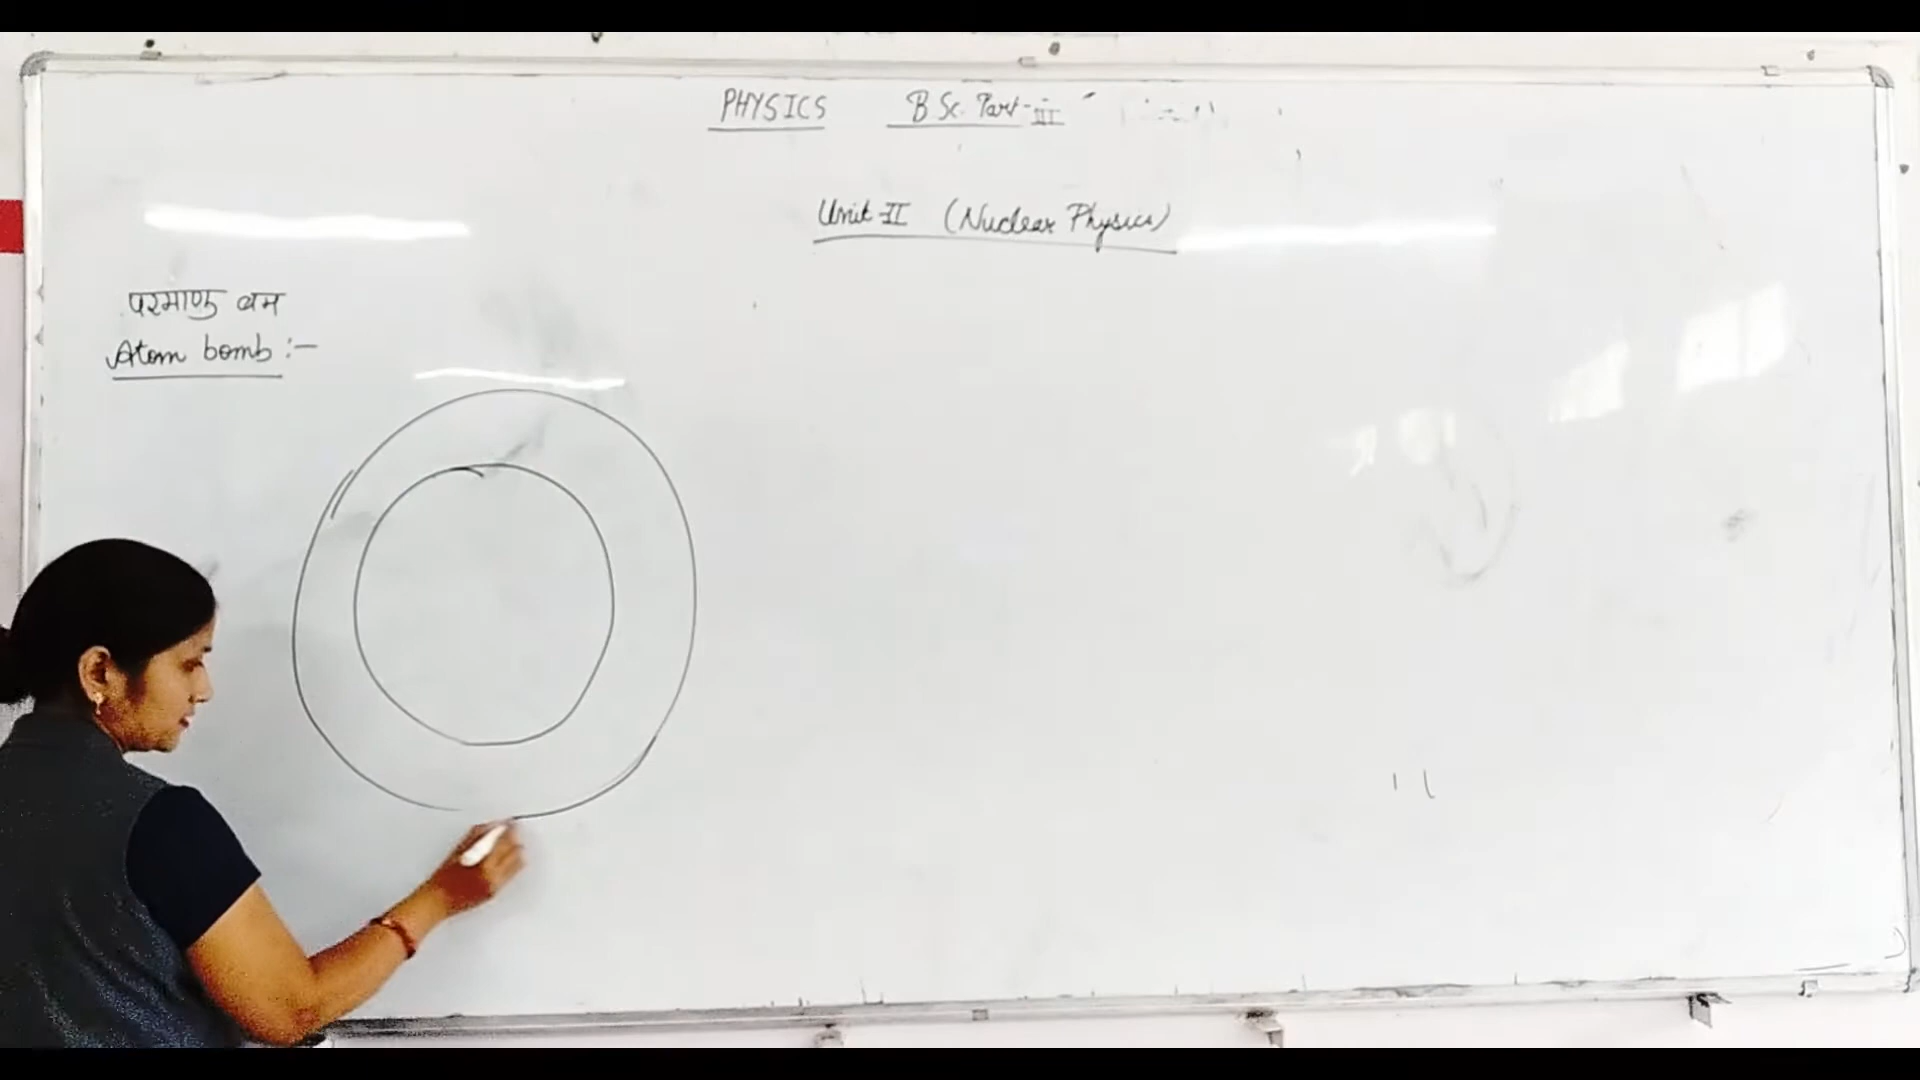 PHYSICS B Sc. Part-III
Unit-II (Nuclear Physics)
परमाणु बम
Atom bomb :-